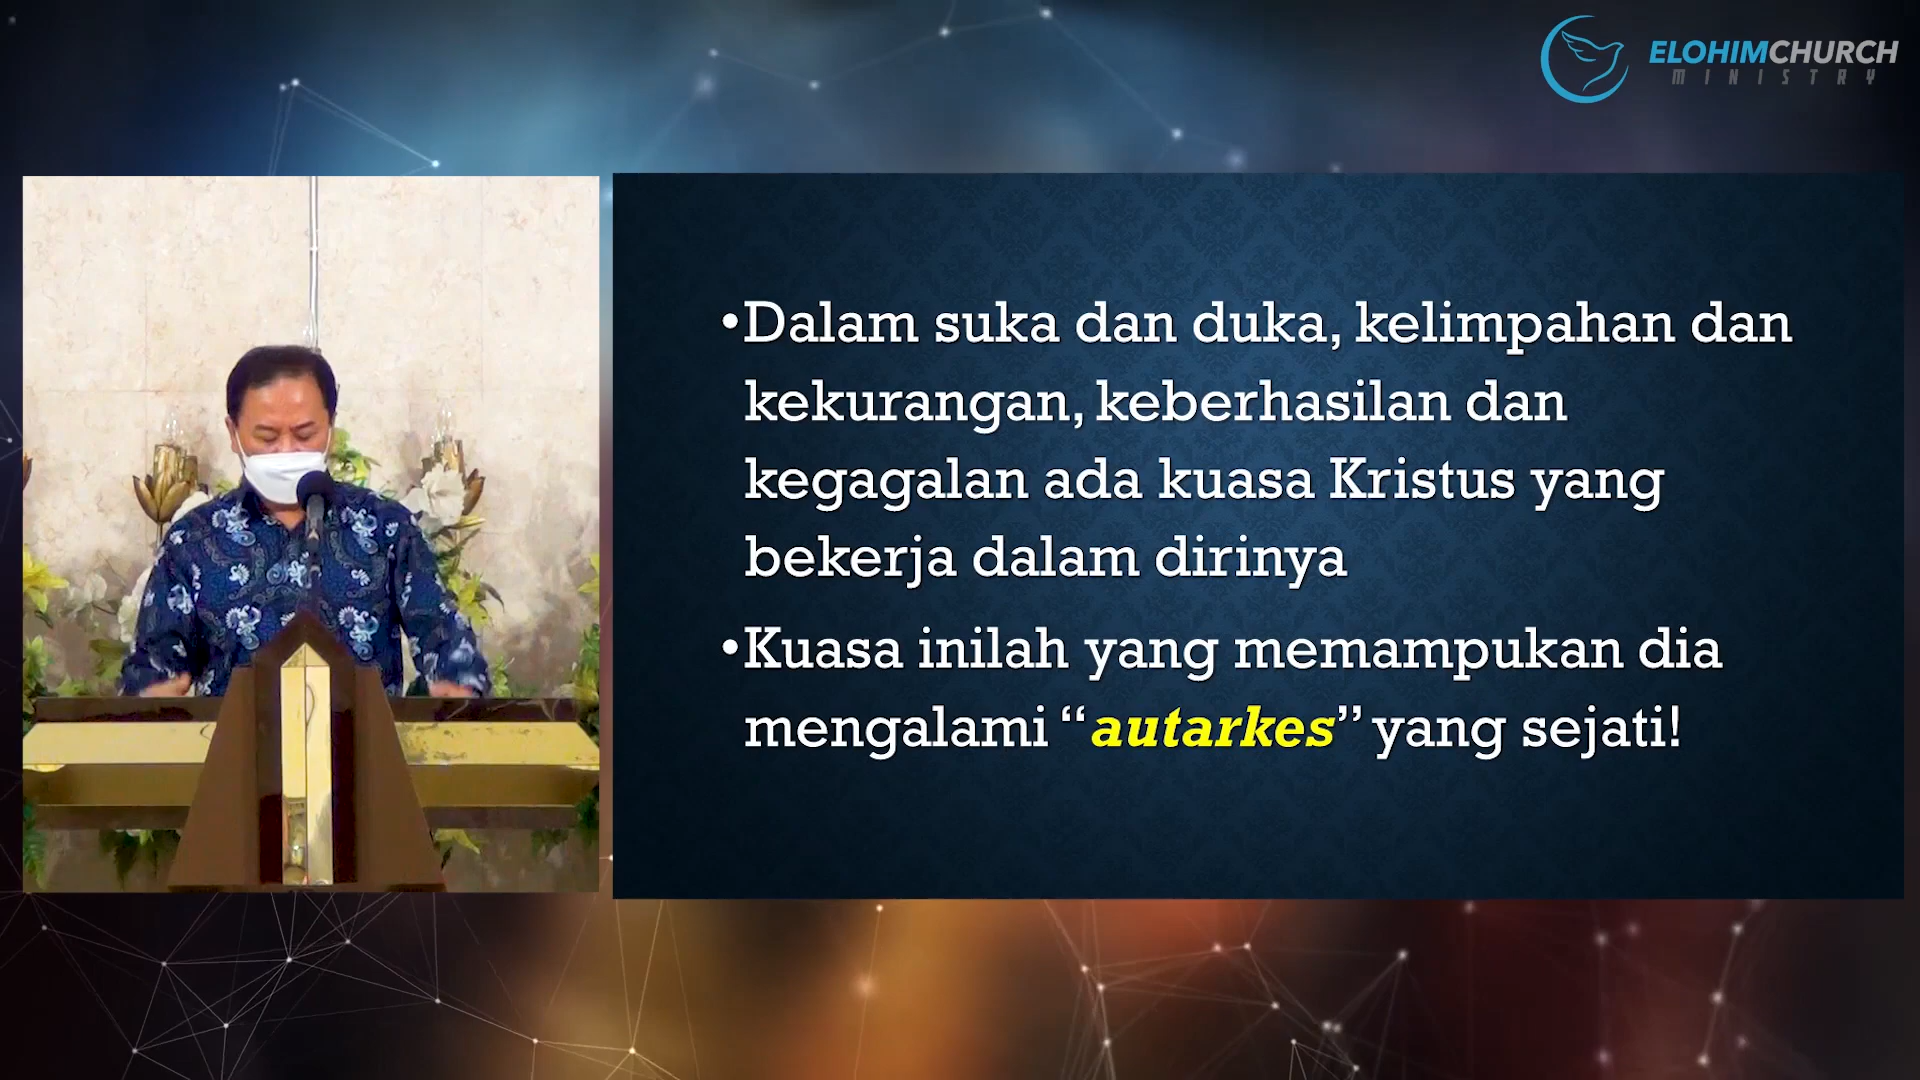 ELOHIMCHURCH
MINISTRY
•Dalam suka dan duka, kelimpahan dan
kekurangan, keberhasilan dan
kegagalan ada kuasa Kristus yang
bekerja dalam dirinya
•Kuasa inilah yang memampukan dia
mengalami “autarkes” yang sejati!